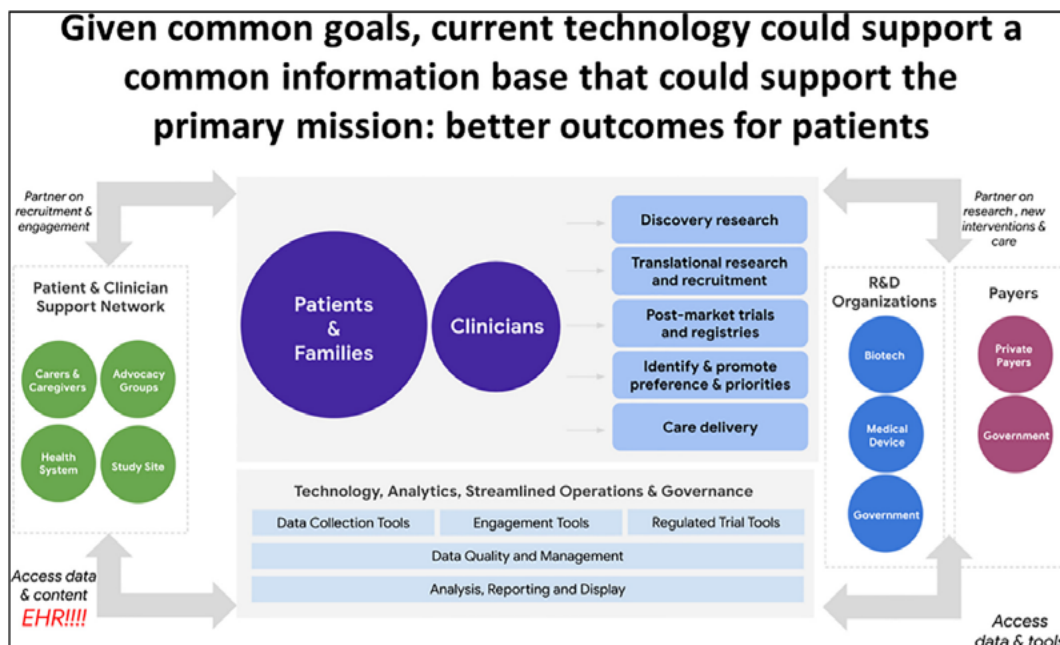 Given common goals, current technology could support a
common information base that could support the
primary mission: better outcomes for patients
Partner on
recruitment &
engagement
Patient & Clinician
Support Network
Carers &
Caregivers
Advocacy
Groups
Health
System
Study Site
Access data
& content
EHR!!!!
Patients
&
Families
Clinicians
Discovery research
Translational research
and recruitment
Post-market trials
and registries
Identify & promote
preference & priorities
Care delivery
Technology, Analytics, Streamlined Operations & Governance
Data Collection Tools
Engagement Tools
Regulated Trial Tools
Data Quality and Management
Analysis, Reporting and Display
Partner on
research , new
interventions &
care
R&D
Organizations
Biotech
Medical
Device
Government
Payers
Private
Payers
Government
Access
data & tools